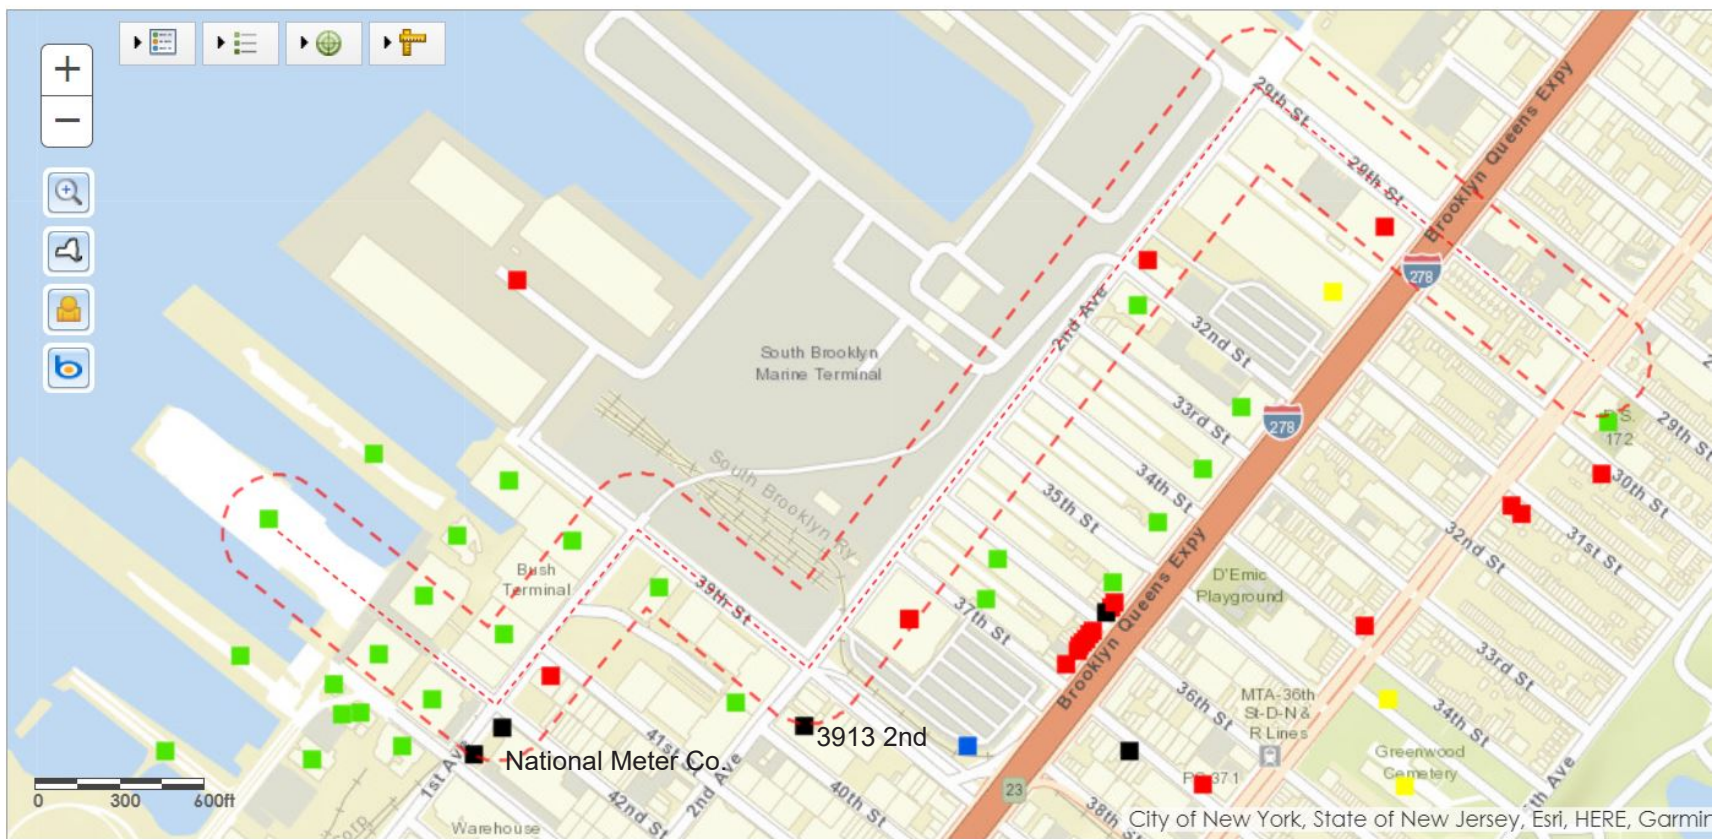 29th St
Brooklyn Queens Expy
29th St
278
2nd Ave
32nd St
South Brooklyn
Marine Terminal
278
33rd St
P.S.
172
29th St
34th St
30th St
South Brooklyn Ry
35th St
31st St
32nd St
Bush
Terminal
D'Emic
Playground
39th St
37th St
Brooklyn Queens Expy
33rd St
36th St
MTA-36th
St-D-N &
R Lines
34th St
3913 2nd
National Meter Co.
41st St
1st Ave
2nd Ave
Greenwood
Cemetery
PS 371
23
0 300 600ft
42nd St
40th St
38th St
Warehouse
City of New York, State of New Jersey, Esri, HERE, Garmin